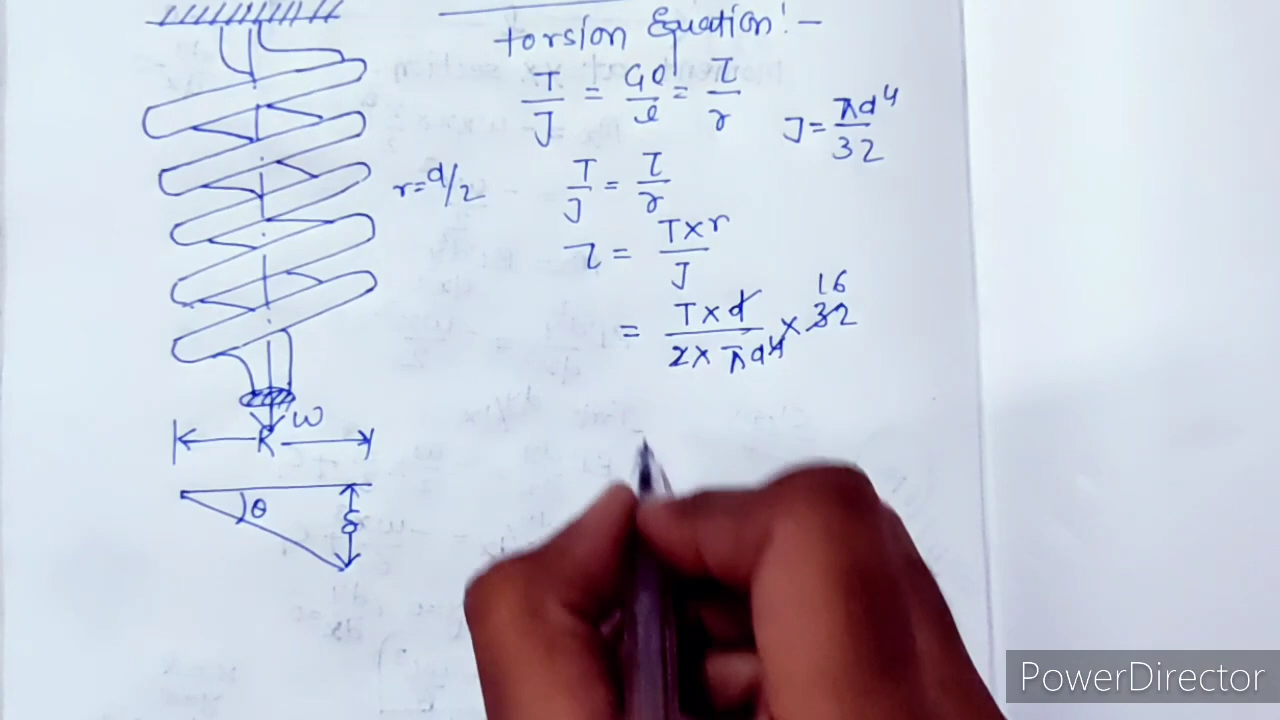 torsion Equation:-
T/J = Gθ/l = τ/r
J = πd⁴/32
r = d/2
T/J = τ/r
τ = T×r/J
= T×d/2×πd⁴ × 32
16
W
R
θ
δ
PowerDirector